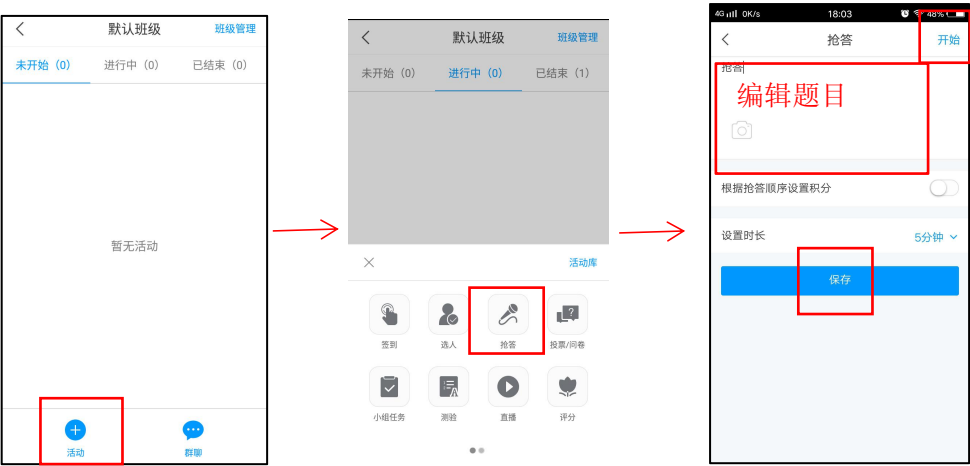 默认班级
班级管理
未开始（0）
进行中（0）
已结束（0）
暂无活动
活动
群聊
默认班级
班级管理
未开始（0）
进行中（0）
已结束（1）
活动库
签到
选人
抢答
投票/问卷
小组任务
测验
直播
评分
4G 0K/s
18:03
48%
抢答
开始
抢答
编辑题目
根据抢答顺序设置积分
设置时长
5分钟
保存